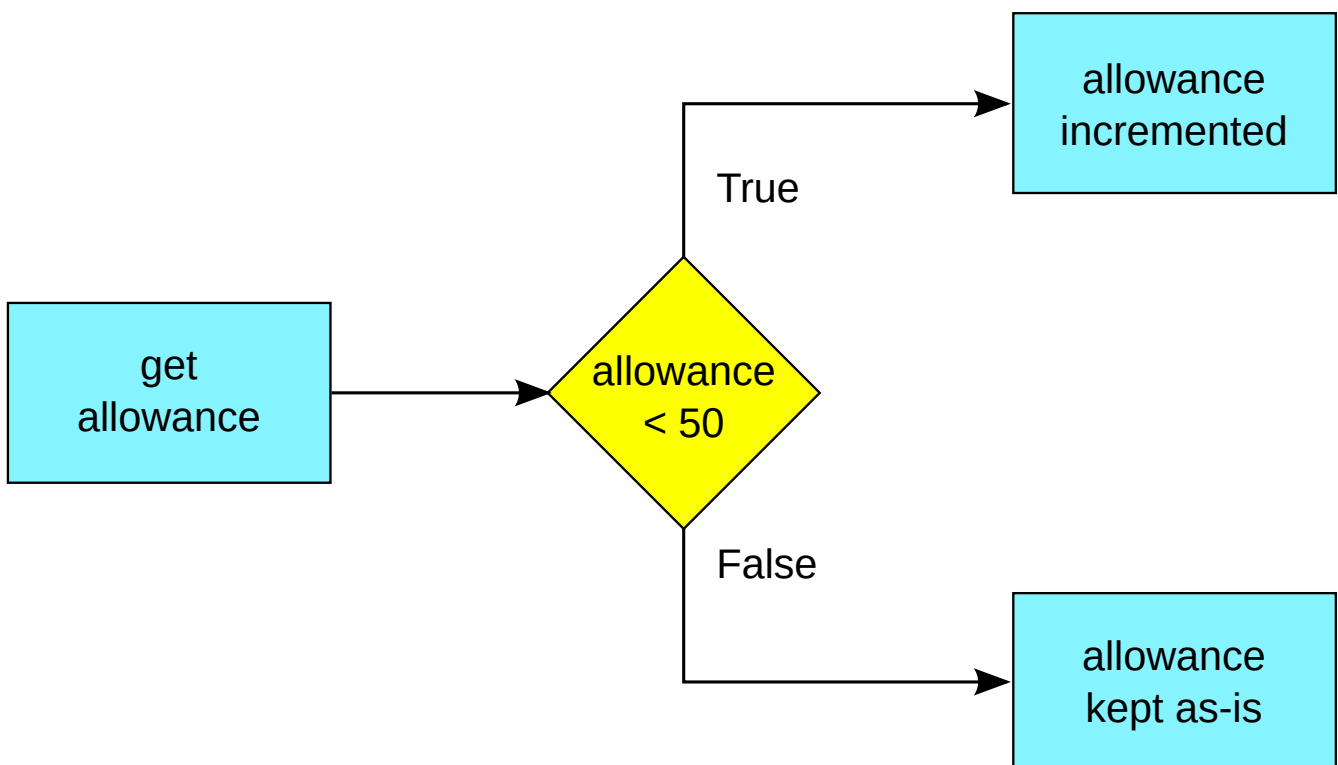 get
allowance
allowance
< 50
True
allowance
incremented
False
allowance
kept as-is